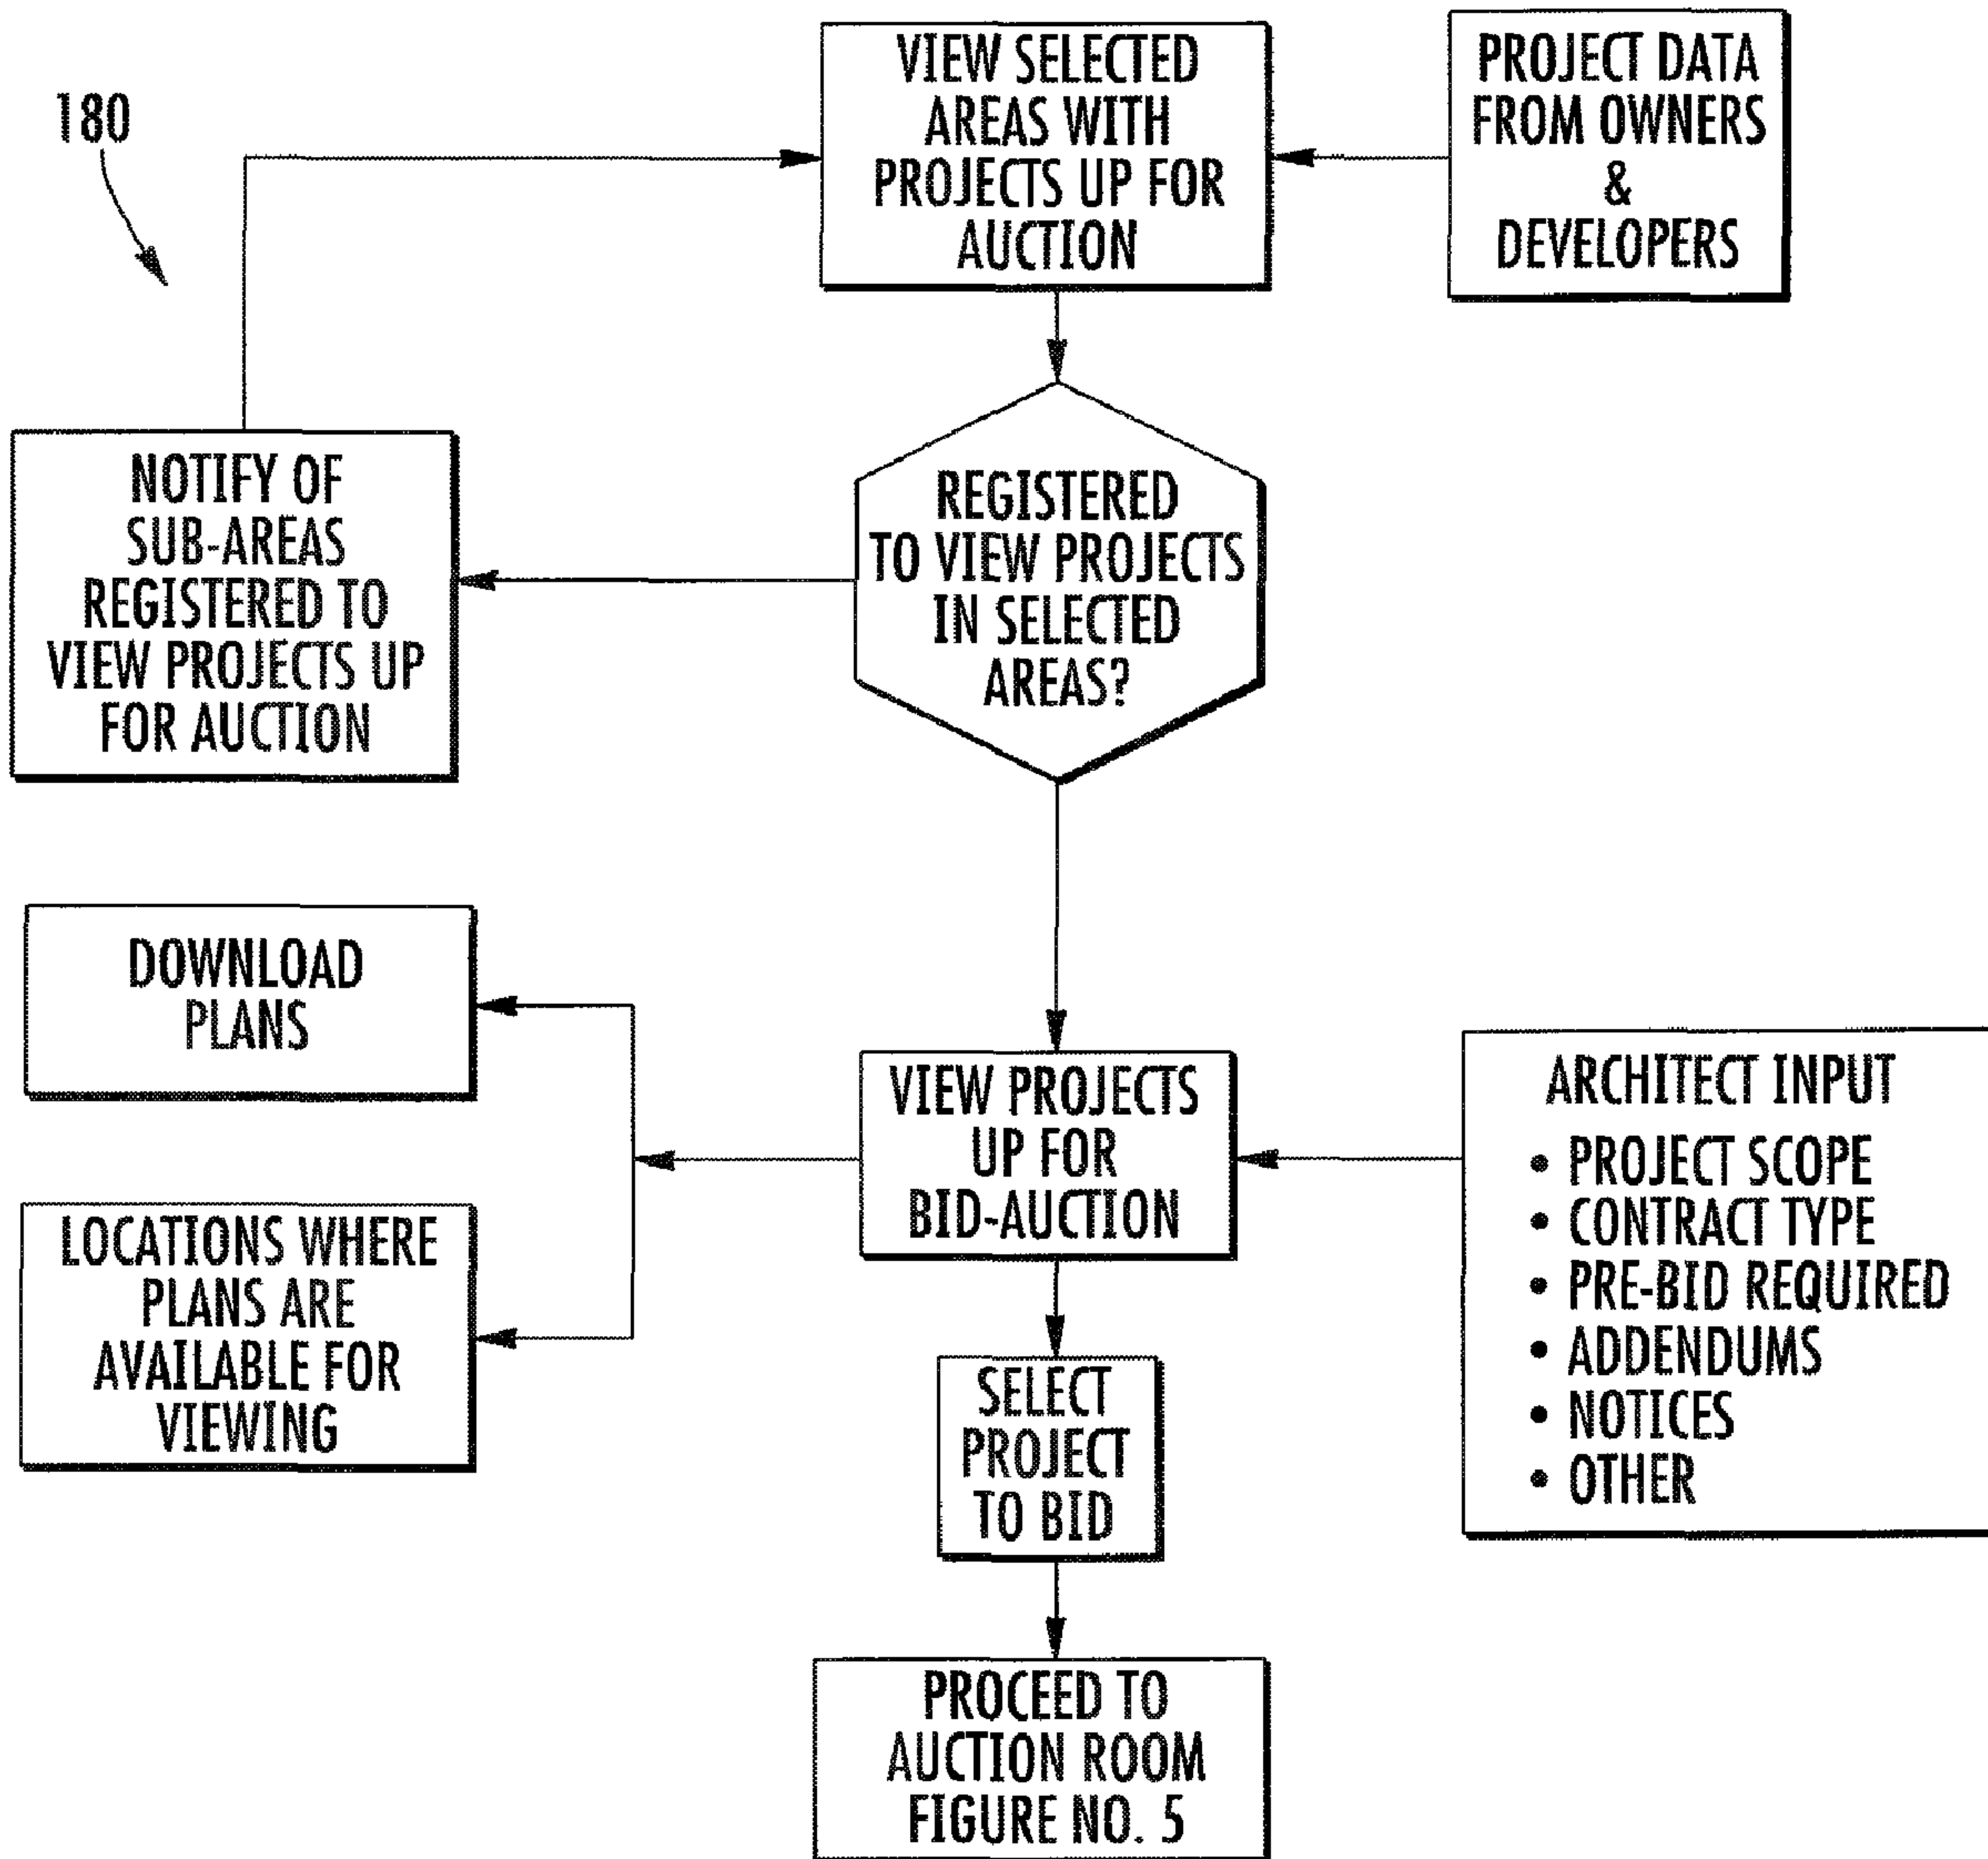 180
VIEW SELECTED
AREAS WITH
PROJECTS UP FOR
AUCTION
PROJECT DATA
FROM OWNERS
&
DEVELOPERS
NOTIFY OF
SUB-AREAS
REGISTERED TO
VIEW PROJECTS UP
FOR AUCTION
REGISTERED
TO VIEW PROJECTS
IN SELECTED
AREAS?
DOWNLOAD
PLANS
LOCATIONS WHERE
PLANS ARE
AVAILABLE FOR
VIEWING
VIEW PROJECTS
UP FOR
BID-AUCTION
ARCHITECT INPUT
• PROJECT SCOPE
• CONTRACT TYPE
• PRE-BID REQUIRED
• ADDENDUMS
• NOTICES
• OTHER
SELECT
PROJECT
TO BID
PROCEED TO
AUCTION ROOM
FIGURE NO. 5